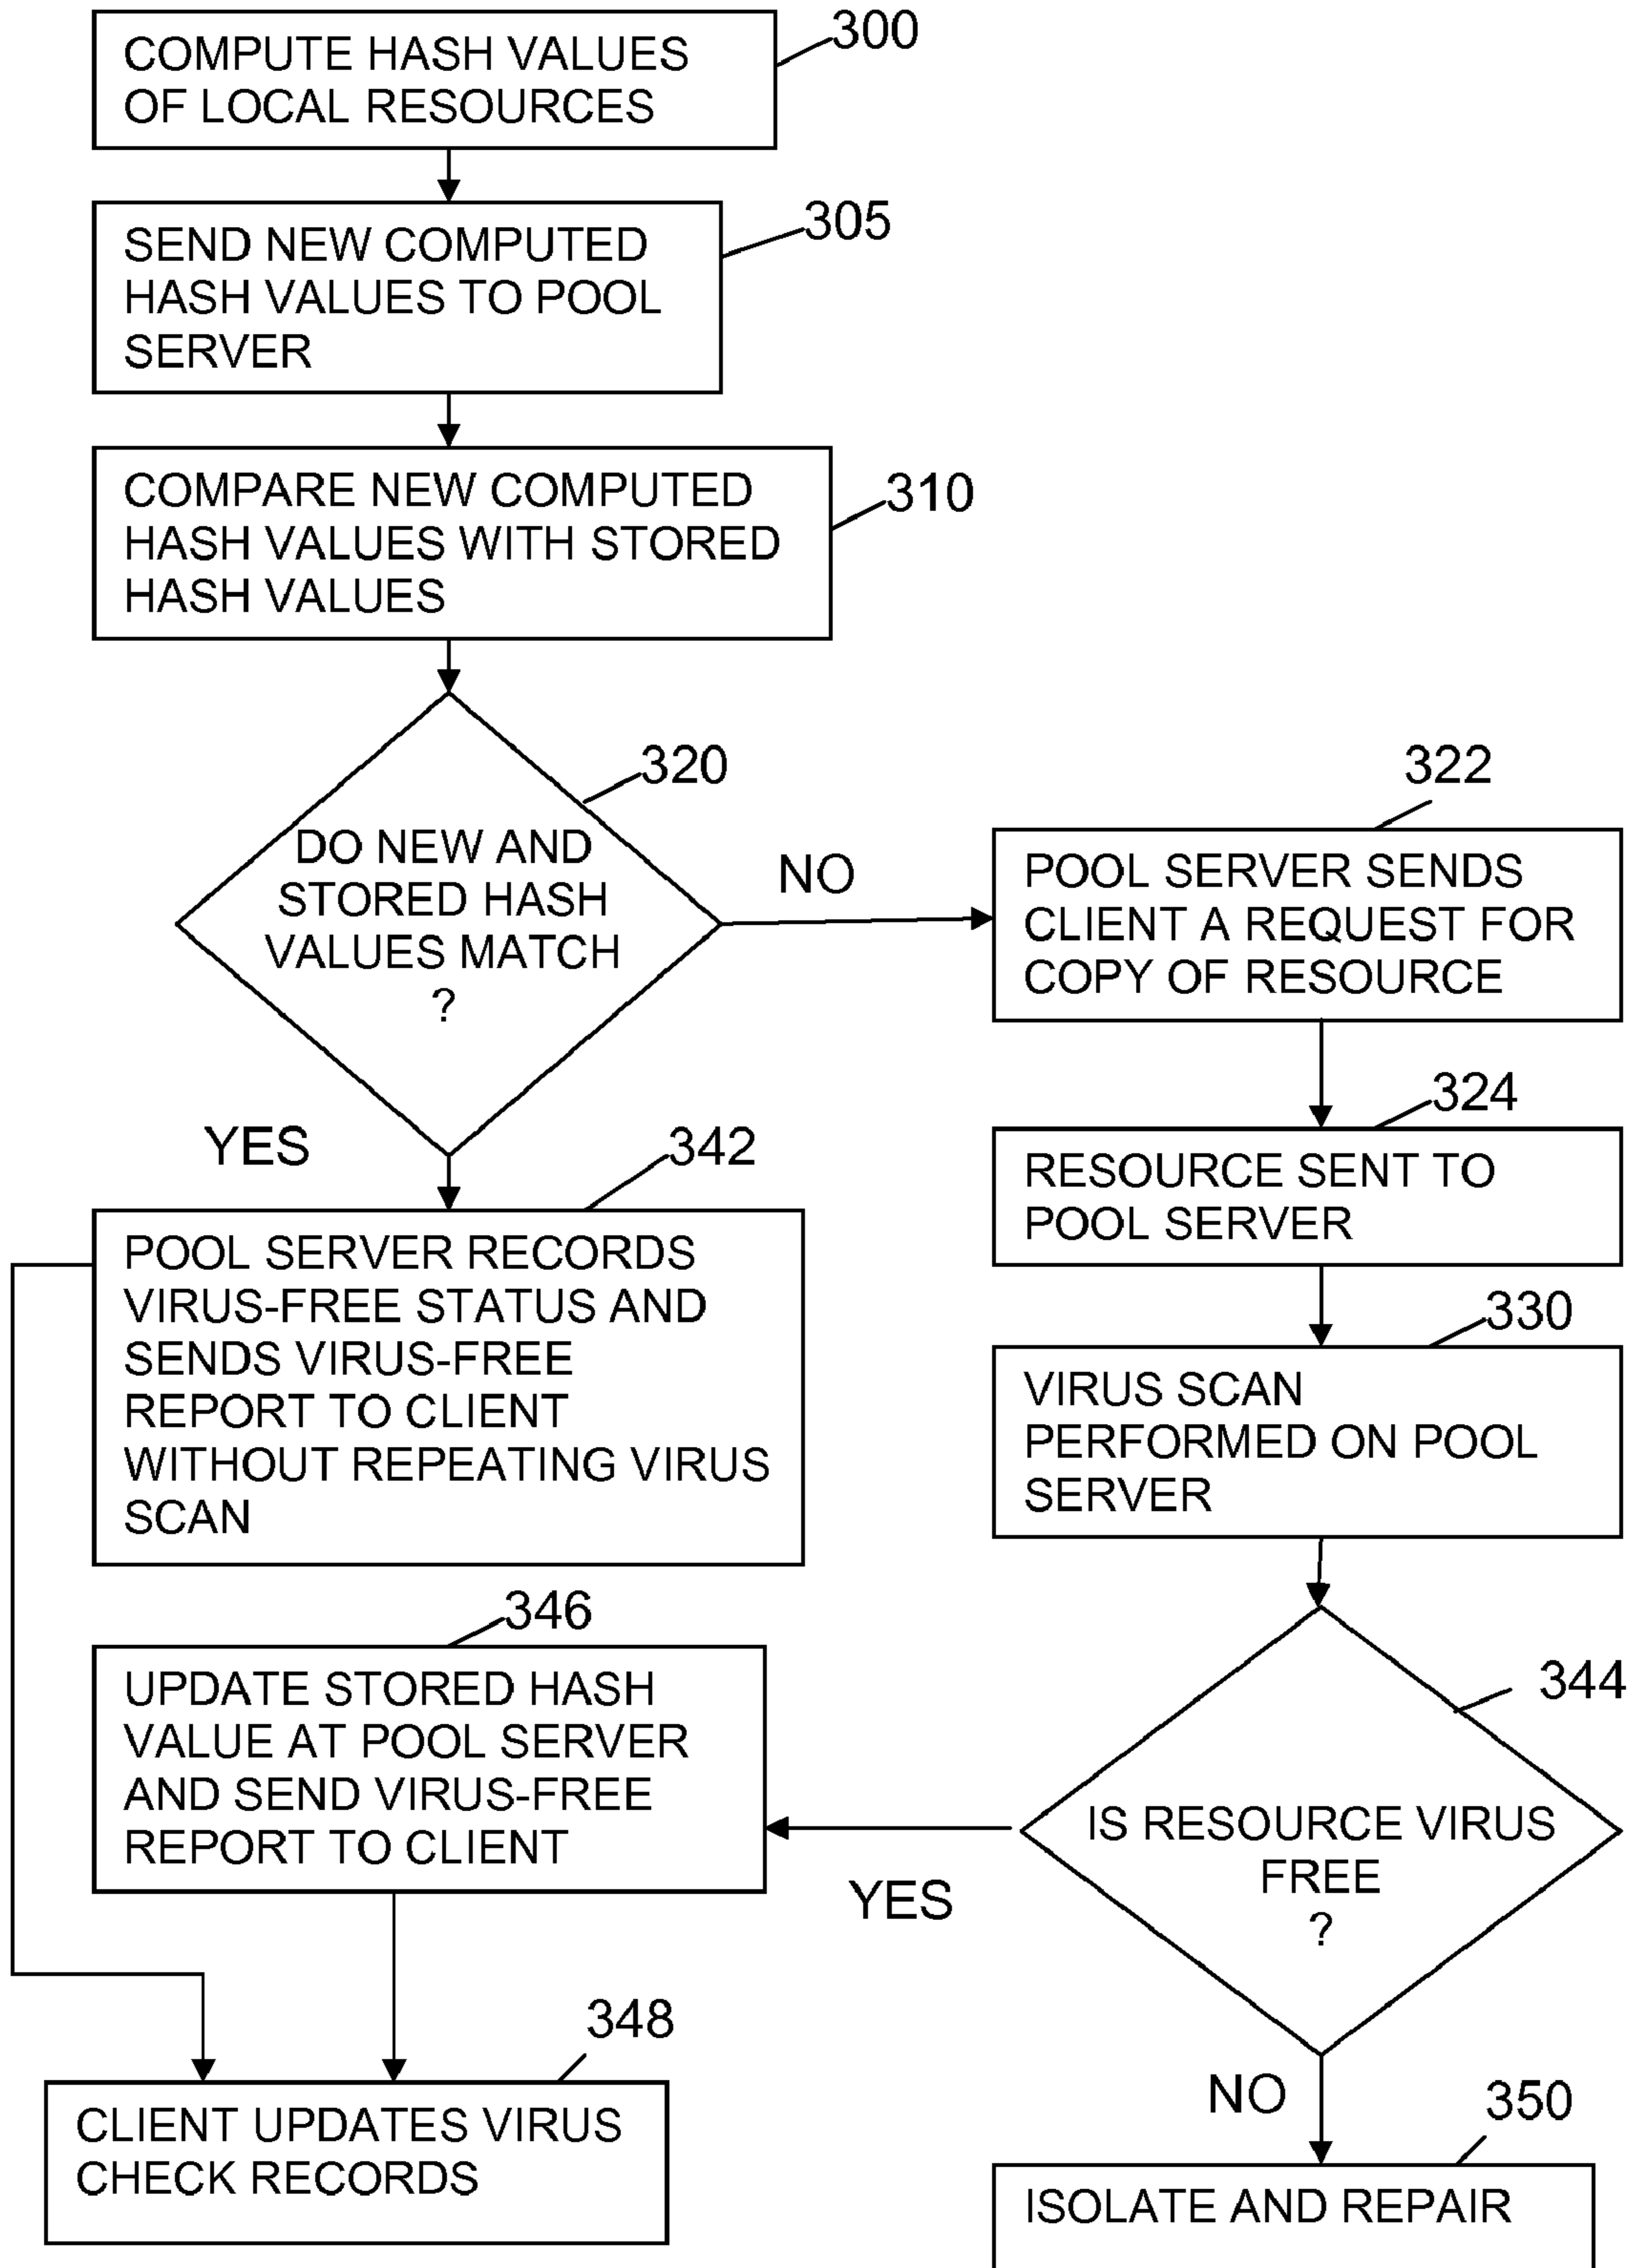 300
COMPUTE HASH VALUES
OF LOCAL RESOURCES
305
SEND NEW COMPUTED
HASH VALUES TO POOL
SERVER
310
COMPARE NEW COMPUTED
HASH VALUES WITH STORED
HASH VALUES
320
DO NEW AND
STORED HASH
VALUES MATCH
?
NO
322
POOL SERVER SENDS
CLIENT A REQUEST FOR
COPY OF RESOURCE
324
RESOURCE SENT TO
POOL SERVER
330
VIRUS SCAN
PERFORMED ON POOL
SERVER
YES
342
POOL SERVER RECORDS
VIRUS-FREE STATUS AND
SENDS VIRUS-FREE
REPORT TO CLIENT
WITHOUT REPEATING VIRUS
SCAN
344
IS RESOURCE VIRUS
FREE
?
YES
346
UPDATE STORED HASH
VALUE AT POOL SERVER
AND SEND VIRUS-FREE
REPORT TO CLIENT
348
CLIENT UPDATES VIRUS
CHECK RECORDS
NO
350
ISOLATE AND REPAIR